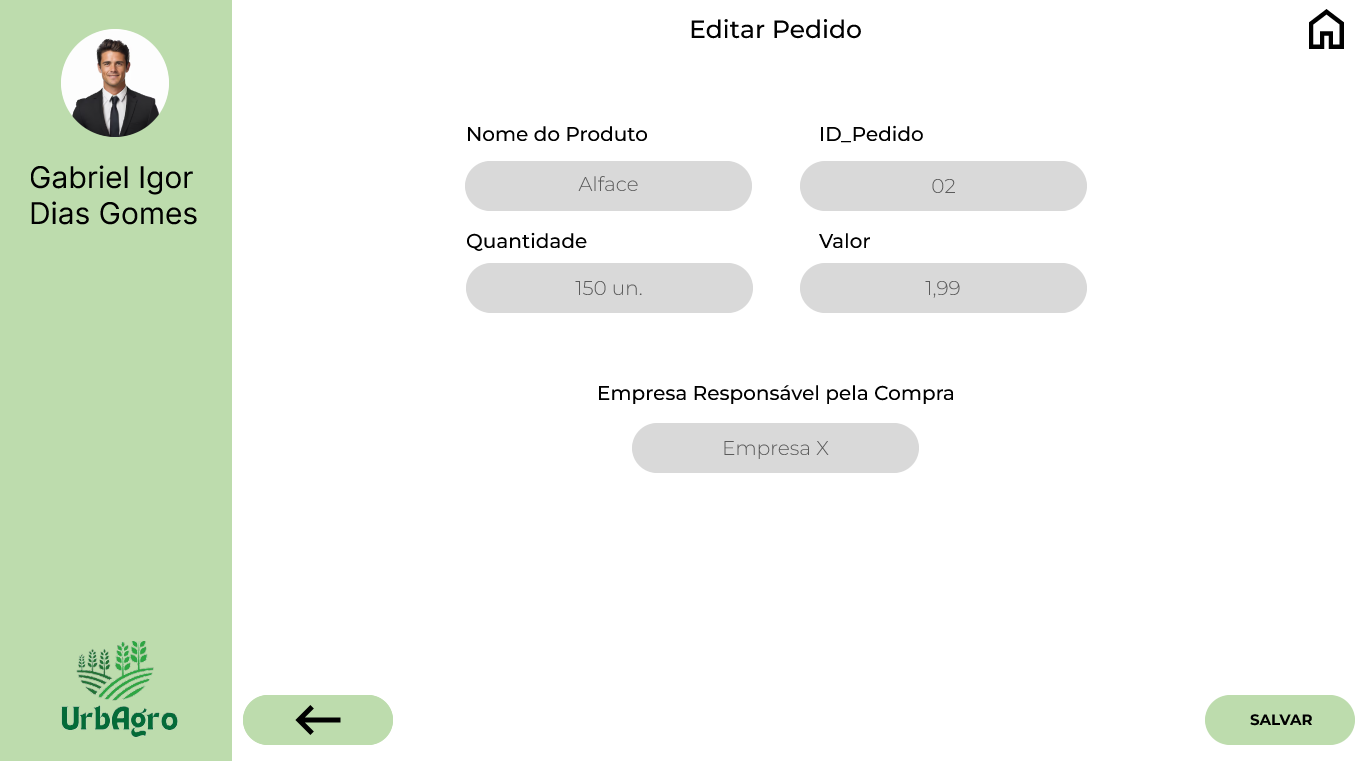 Editar Pedido
Gabriel Igor
Dias Gomes
Nome do Produto
ID_Pedido
Alface
02
Quantidade
Valor
150 un.
1,99
Empresa Responsável pela Compra
Empresa X
UrbAgro
SALVAR